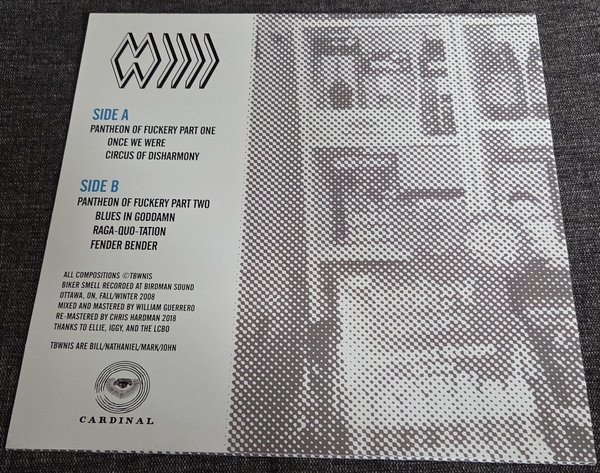 SIDE A
PANTHEON OF FUCKERY PART ONE
ONCE WE WERE
CIRCUS OF DISHARMONY
SIDE B
PANTHEON OF FUCKERY PART TWO
BLUES IN GODDAMN
RAGA-QUO-TATION
FENDER BENDER
ALL COMPOSITIONS ©TBWNIS
BIKER SMELL RECORDED AT BIRDMAN SOUND
OTTAWA, ON, FALL/WINTER 2008
MIXED AND MASTERED BY WILLIAM GUERRERO
RE-MASTERED BY CHRIS HARDMAN 2018
THANKS TO ELLIE, IGGY, AND THE LCBO
TBWNIS ARE BILL/NATHANIEL/MARK/JOHN
CARDINAL